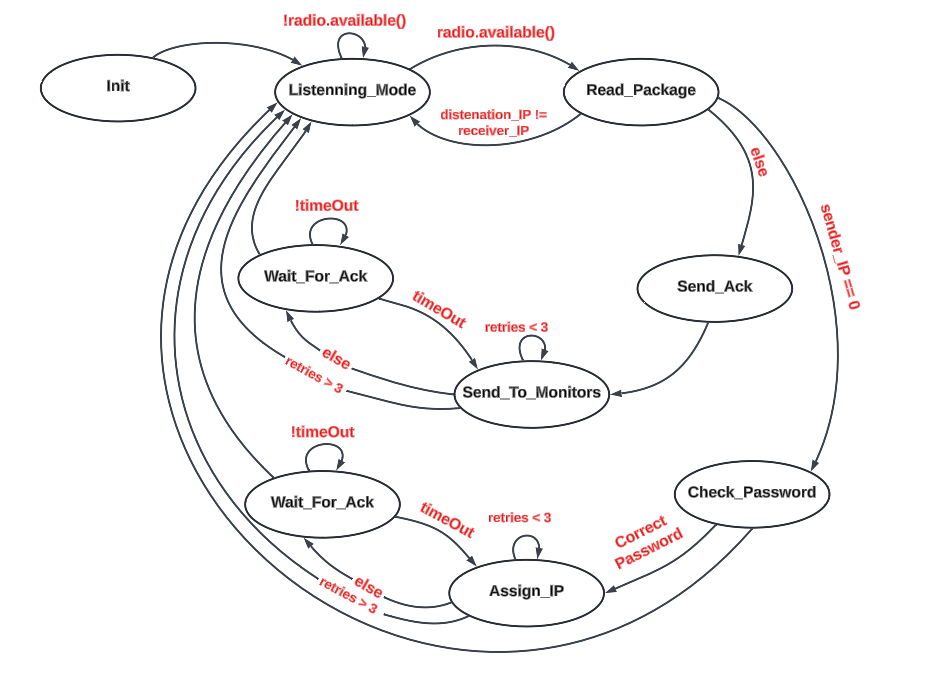 !radio.available()
radio.available()
Init
Listenning_Mode
Read_Package
distenation_IP !=
receiver_IP
else
sender_IP == 0
!timeOut
Wait_For_Ack
Send_Ack
timeOut
retries < 3
else
retries > 3
Send_To_Monitors
!timeOut
Wait_For_Ack
Check_Password
timeOut
retries < 3
Correct
Password
else
retries > 3
Assign_IP